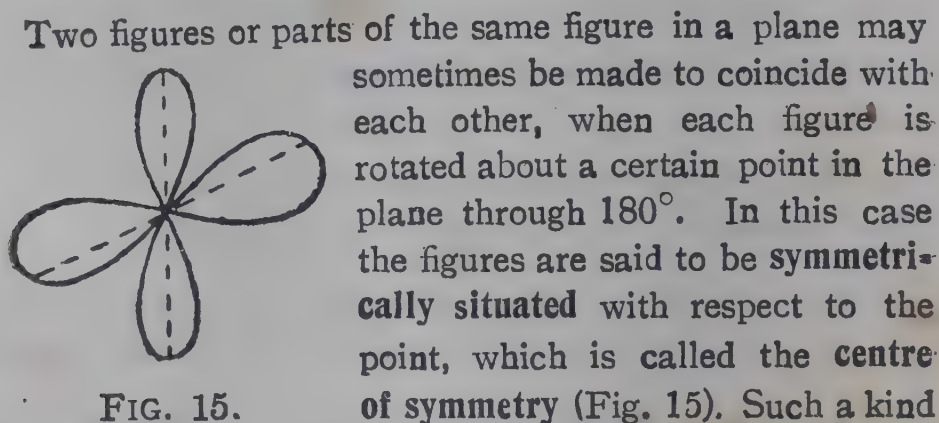 Two figures or parts of the same figure in a plane may
sometimes be made to coincide with
each other, when each figure is
rotated about a certain point in the
plane through 180°. In this case
the figures are said to be symmetri-
cally situated with respect to the
point, which is called the centre
of symmetry (Fig. 15). Such a kind
FIG. 15.